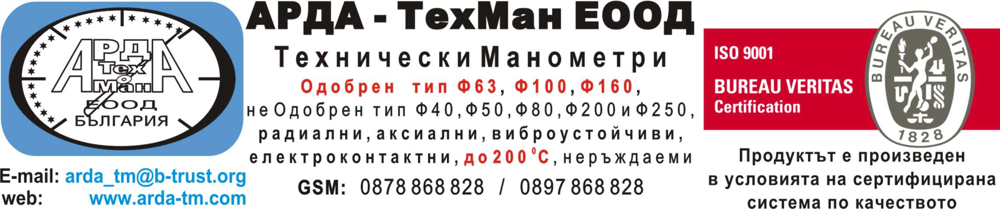 АРДА
Тех
Ман
ЕООД
БЪЛГАРИЯ
E-mail: arda_tm@b-trust.org
web: www.arda-tm.com
АРДА - ТехМан ЕООД
Технически Манометри
Одобрен тип Ф63, Ф100, Ф160,
не Одобрен тип Ф40, Ф50, Ф80, Ф200 и Ф250,
радиални, аксиални, виброустойчиви,
електроконтактни, до 200 ⁰C, неръждаеми
GSM: 0878 868 828 / 0897 868 828
ISO 9001
BUREAU VERITAS
Certification
BUREAU VERITAS
1828
Продуктът е произведен
в условията на сертифицирана
система по качеството